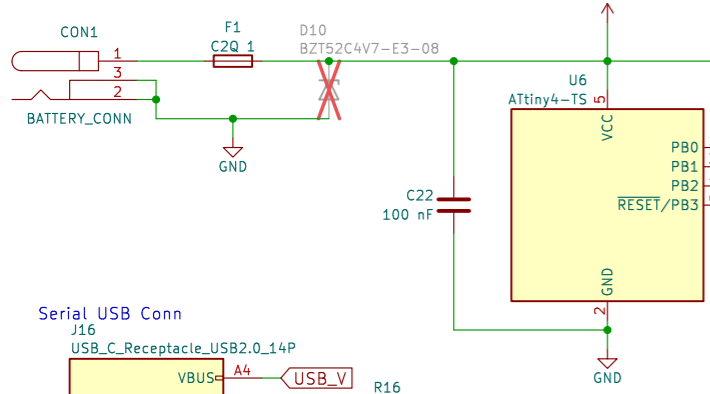 CON1
1
3
2
BATTERY_CONN
F1
C2Q 1
D10
BZT52C4V7-E3-08
GND
C22
100 nF
U6
ATtiny4-TS
5
VCC
PB0
PB1
PB2
RESET/PB3
GND
2
GND
Serial USB Conn
J16
USB_C_Receptacle_USB2.0_14P
VBUS
A4
USB_V
R16